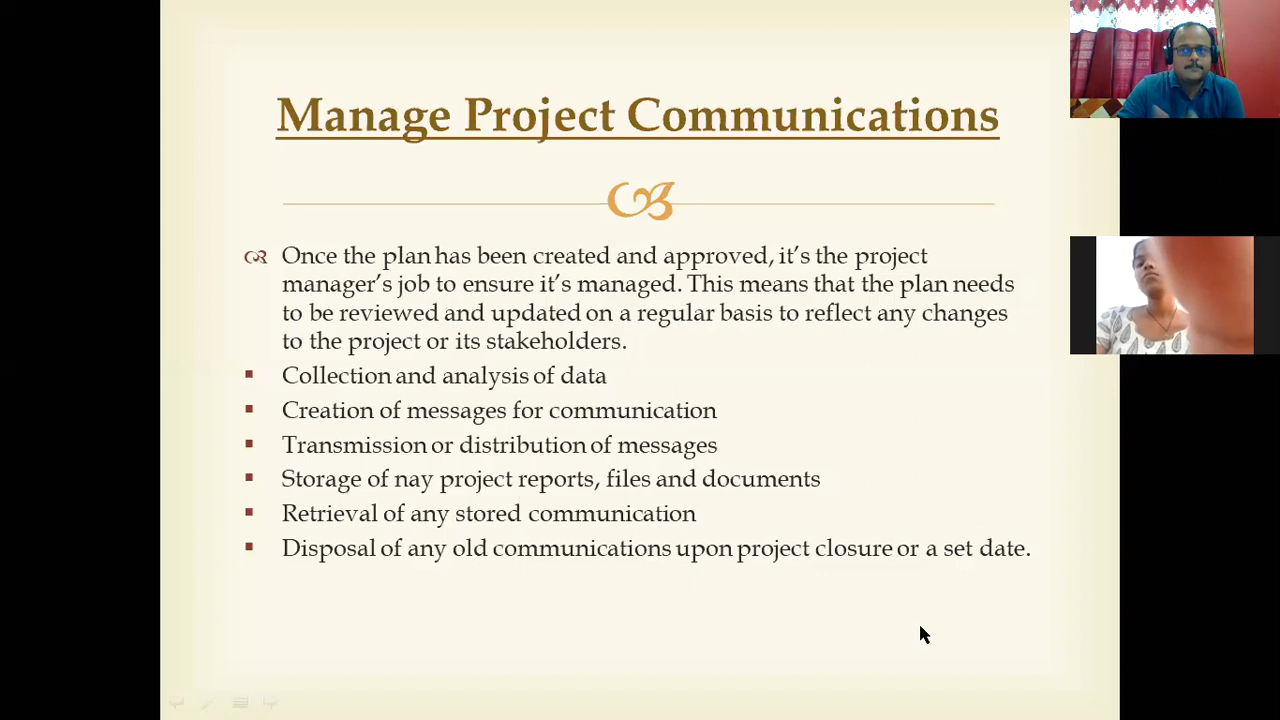 Manage Project Communications
Once the plan has been created and approved, it's the project
manager's job to ensure it's managed. This means that the plan needs
to be reviewed and updated on a regular basis to reflect any changes
to the project or its stakeholders.
Collection and analysis of data
Creation of messages for communication
Transmission or distribution of messages
Storage of nay project reports, files and documents
Retrieval of any stored communication
Disposal of any old communications upon project closure or a set date.